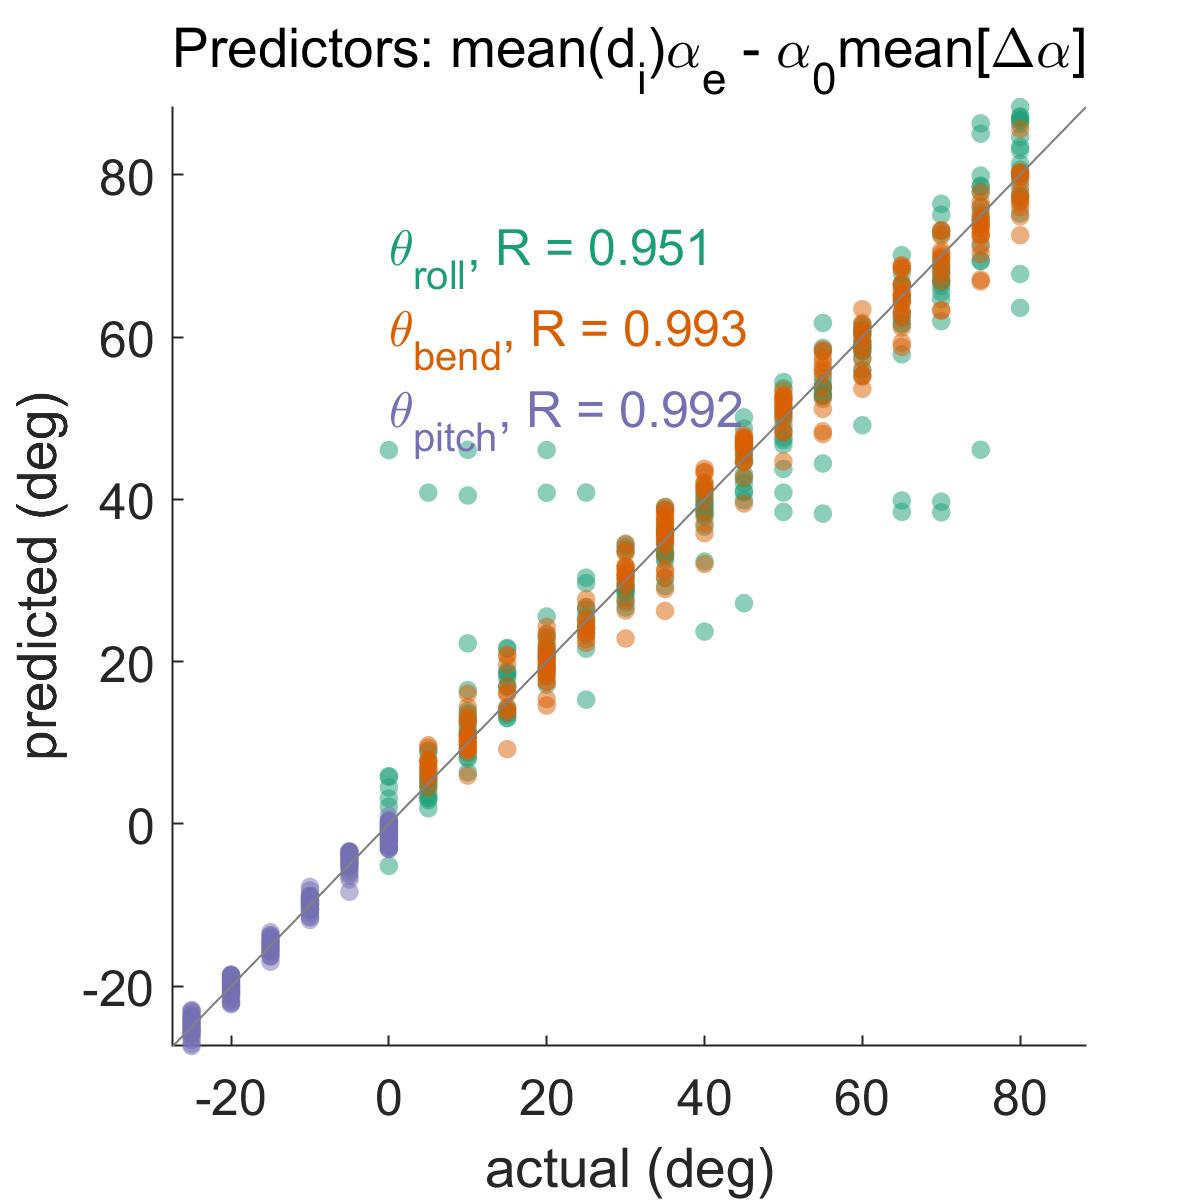 Predictors: mean(dᵢ)αₑ - α₀mean[Δα]
θroll, R = 0.951
θbend, R = 0.993
θpitch, R = 0.992
predicted (deg)
80
60
40
20
0
-20
-20 0 20 40 60 80
actual (deg)